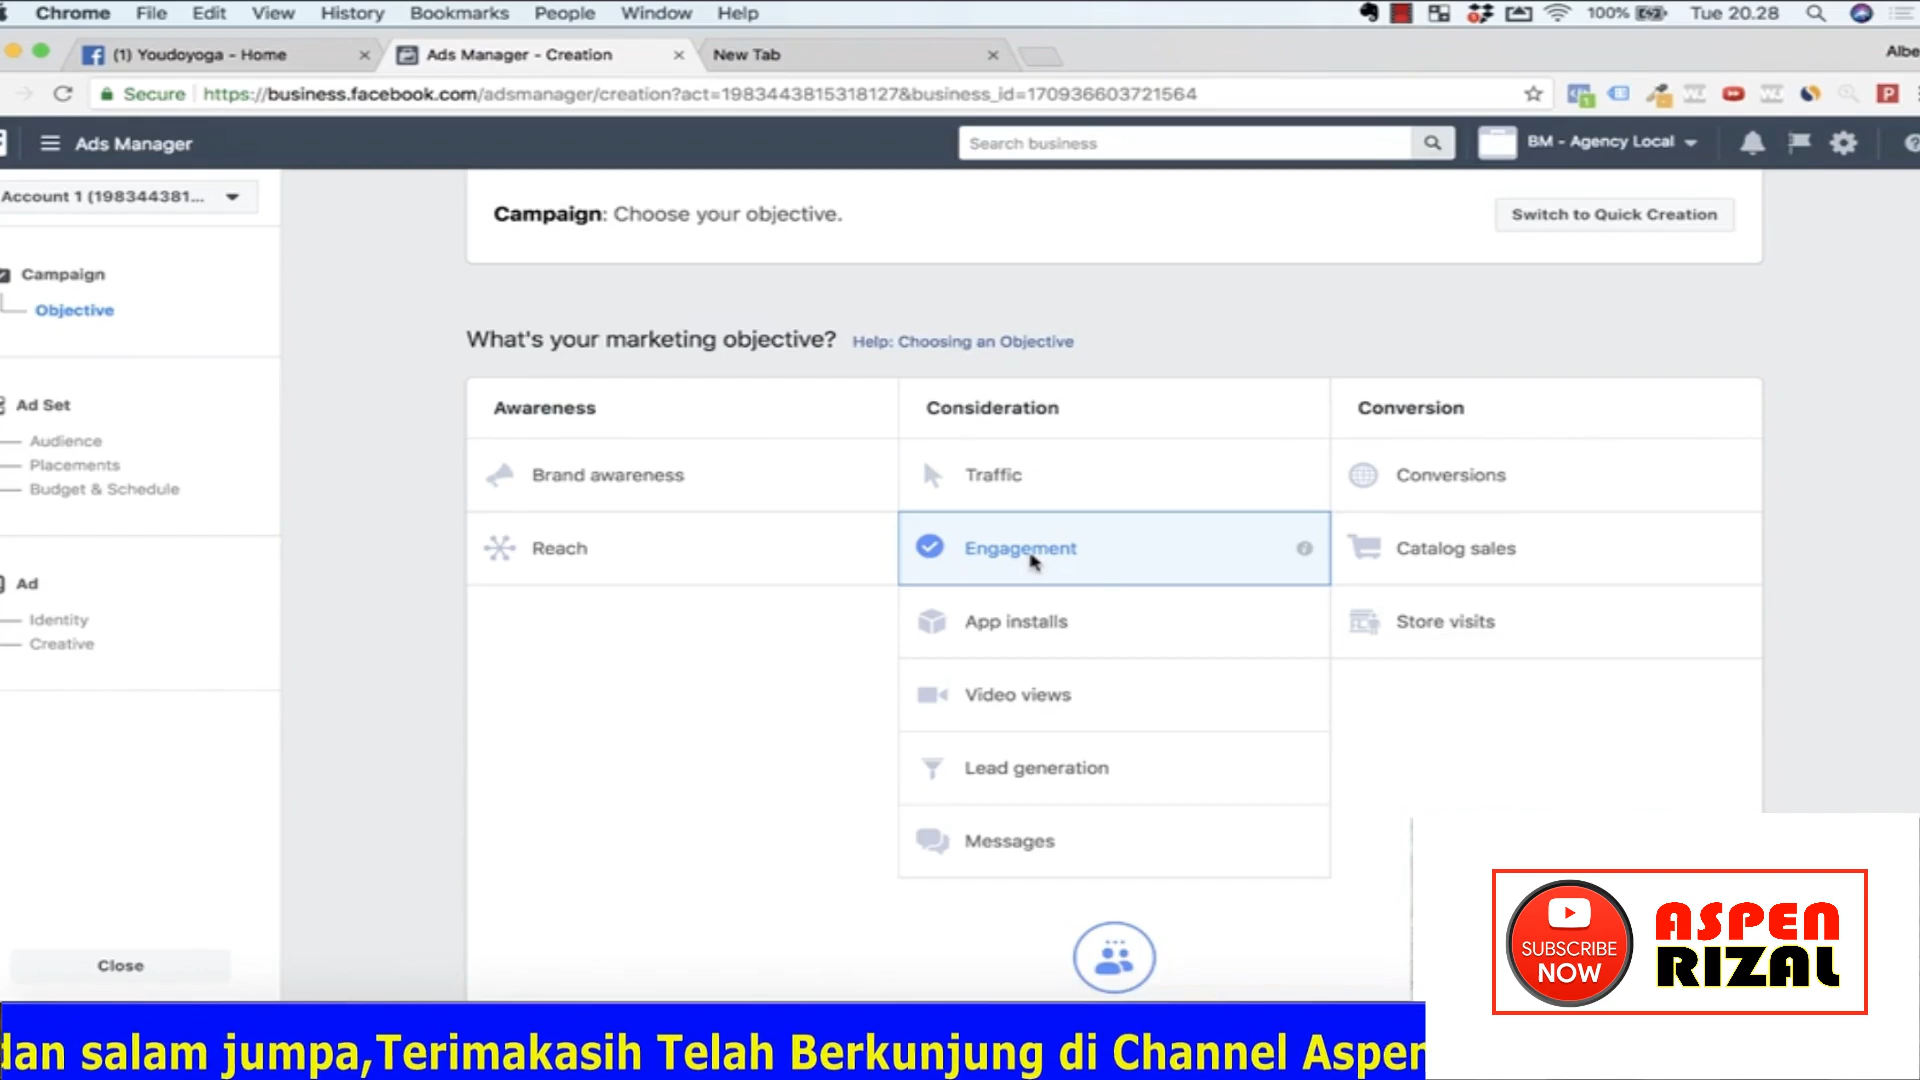 Chrome File Edit View History Bookmarks People Window Help 100% Tue 20.28
(1) Youdoyoga - Home
Ads Manager - Creation
New Tab
Albe
Secure https://business.facebook.com/adsmanager/creation?act=1983443815318127&business_id=170936603721564
Ads Manager
Search business
BM - Agency Local
Account 1 (198344381...
Campaign: Choose your objective.
Switch to Quick Creation
Campaign
Objective
Ad Set
Audience
Placements
Budget & Schedule
Ad
Identity
Creative
Close
What's your marketing objective? Help: Choosing an Objective
Awareness
Brand awareness
Reach
Consideration
Traffic
Engagement
App installs
Video views
Lead generation
Messages
Conversion
Conversions
Catalog sales
Store visits
SUBSCRIBE
NOW
ASPEN
RIZAL
dan salam jumpa,Terimakasih Telah Berkunjung di Channel Aspen